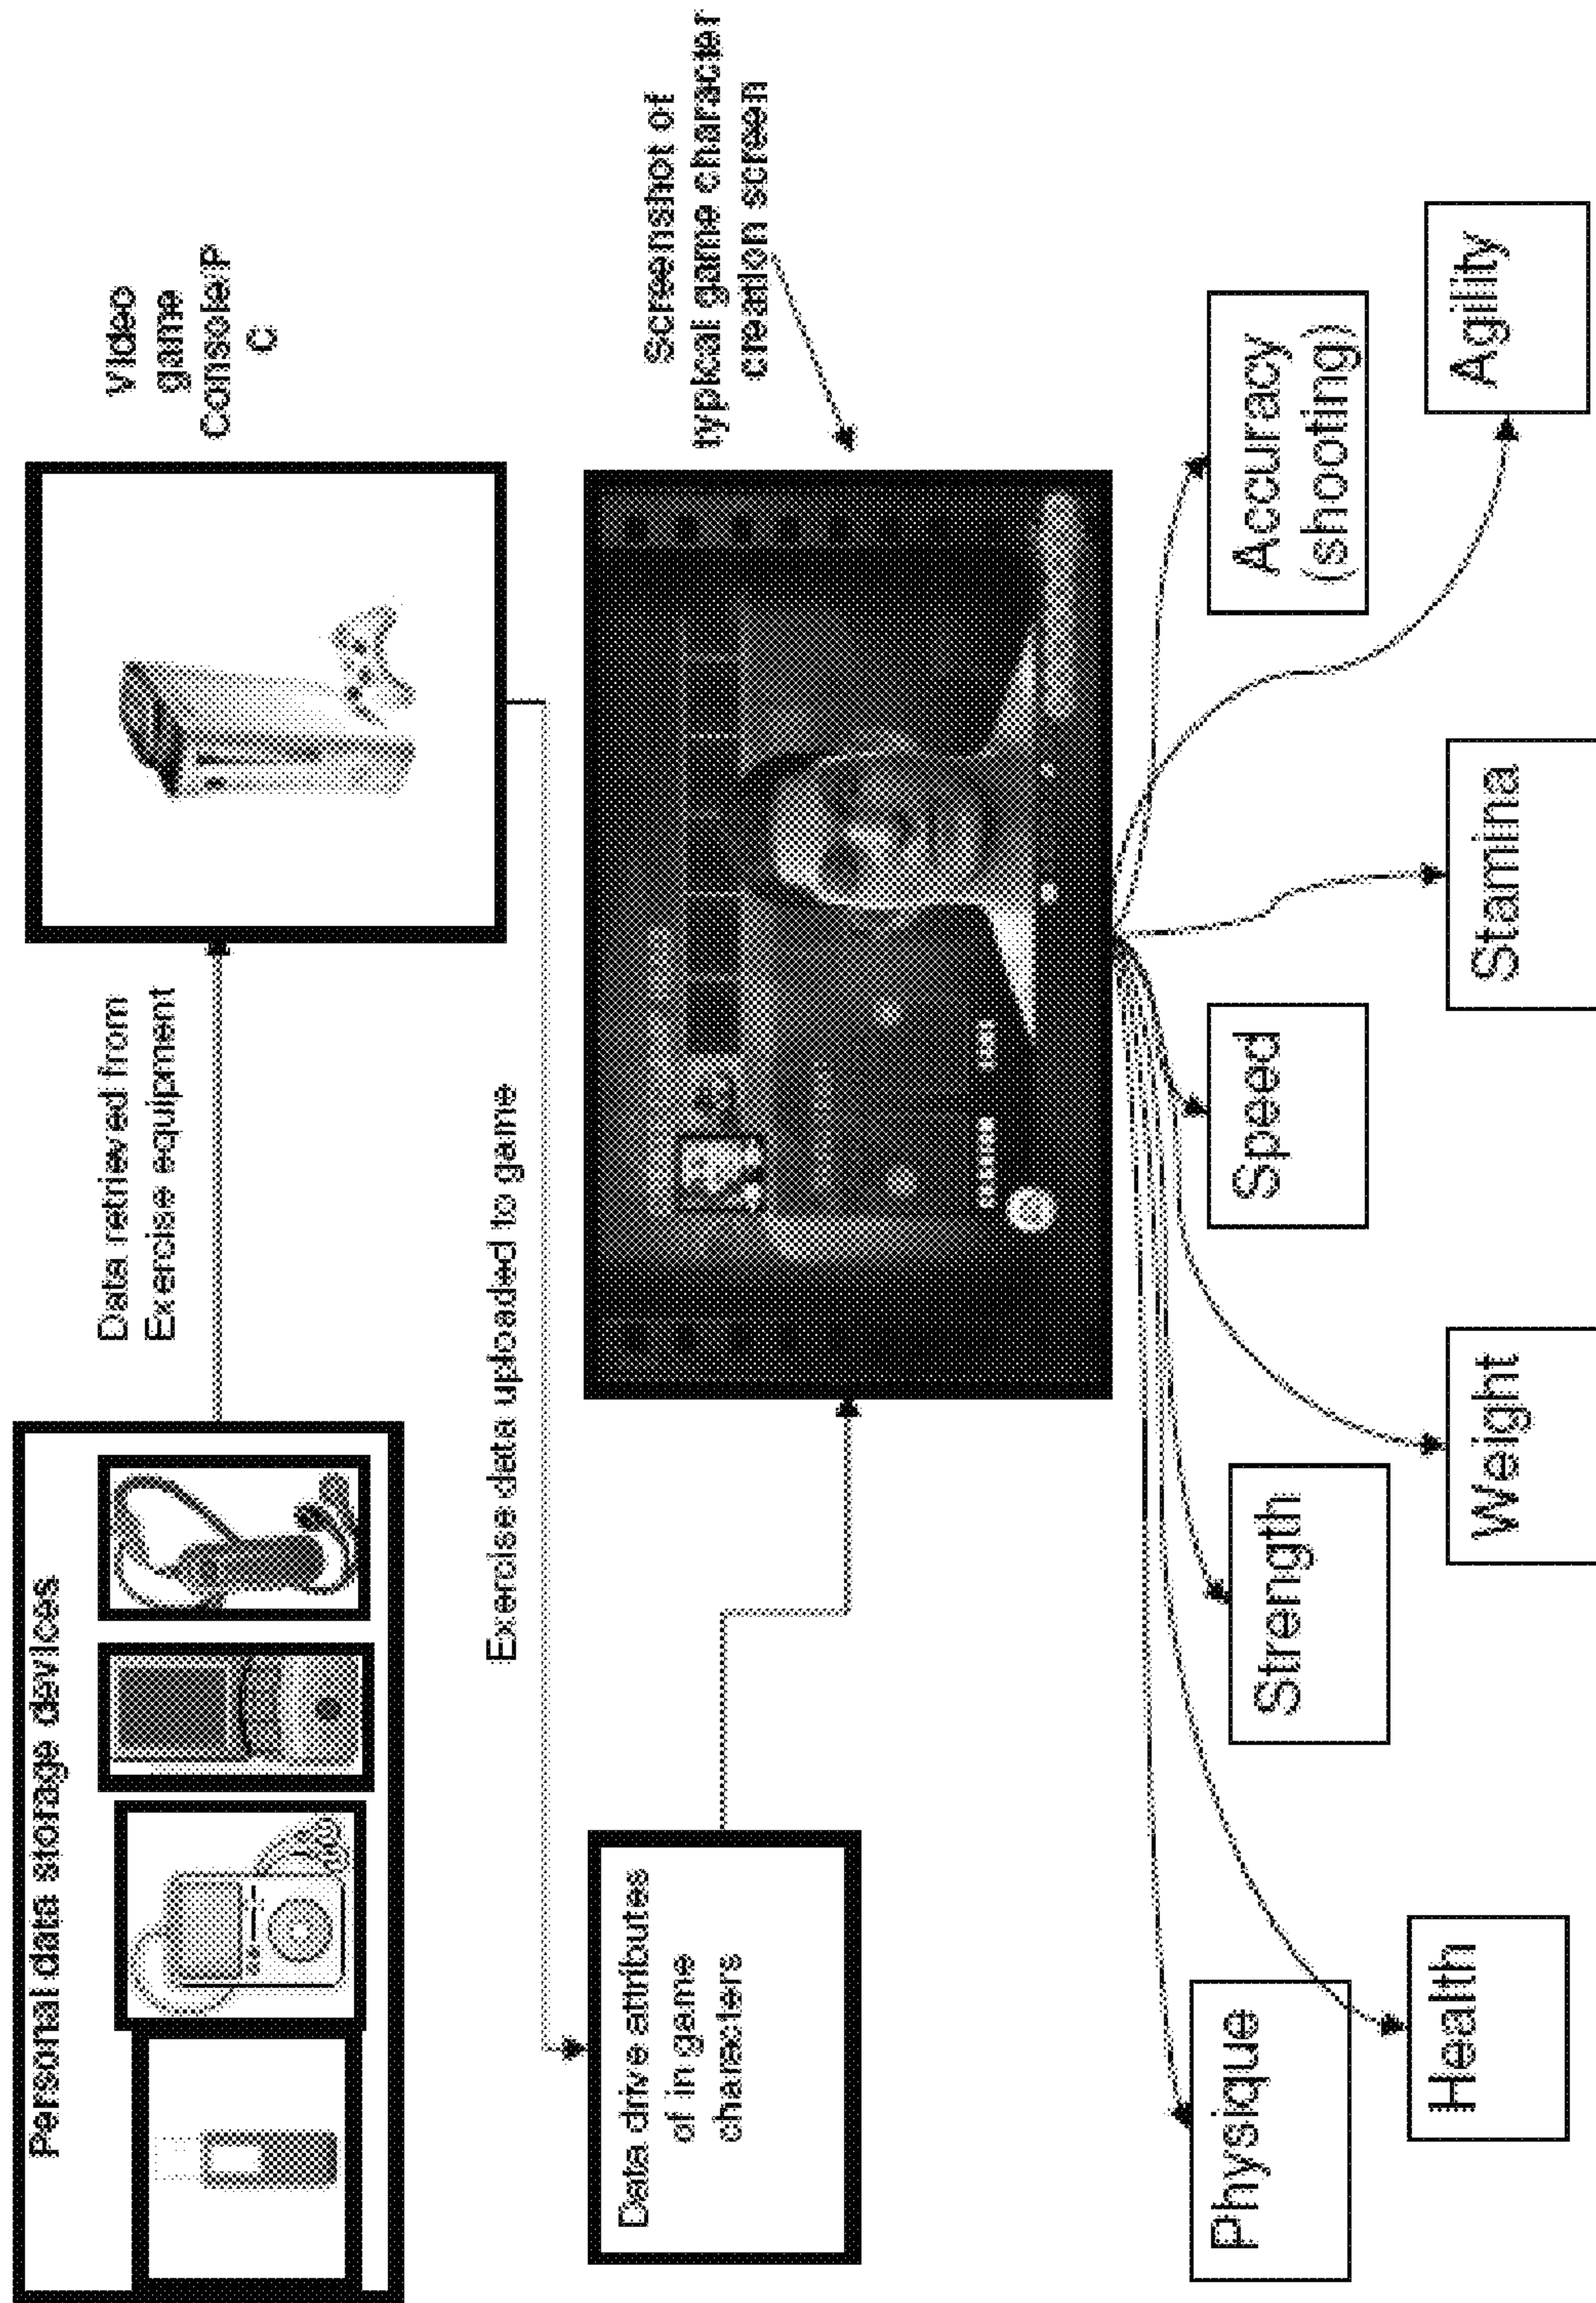 Personal data storage devices
Data retrieved from
Exercise equipment
Video
game
Console/P
C
Exercise data uploaded to game
Data drive attributes
of in game
characters
Screenshot of
typical game character
creation screen
Physique
Health
Strength
Weight
Speed
Stamina
Accuracy
(shooting)
Agility